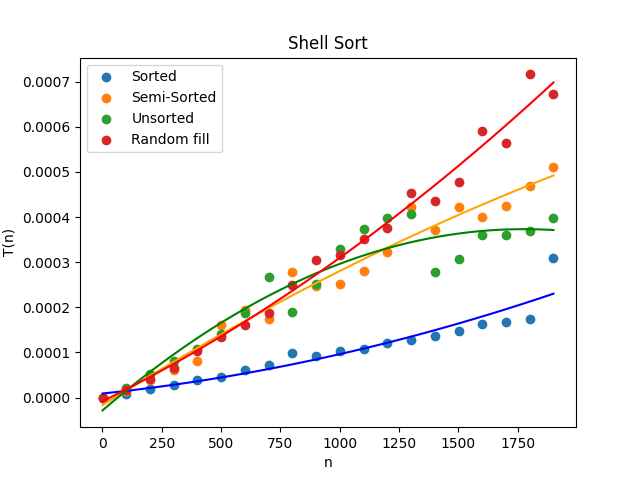 Shell Sort
Sorted
Semi-Sorted
Unsorted
Random fill
T(n)
0.0007
0.0006
0.0005
0.0004
0.0003
0.0002
0.0001
0.0000
0 250 500 750 1000 1250 1500 1750
n